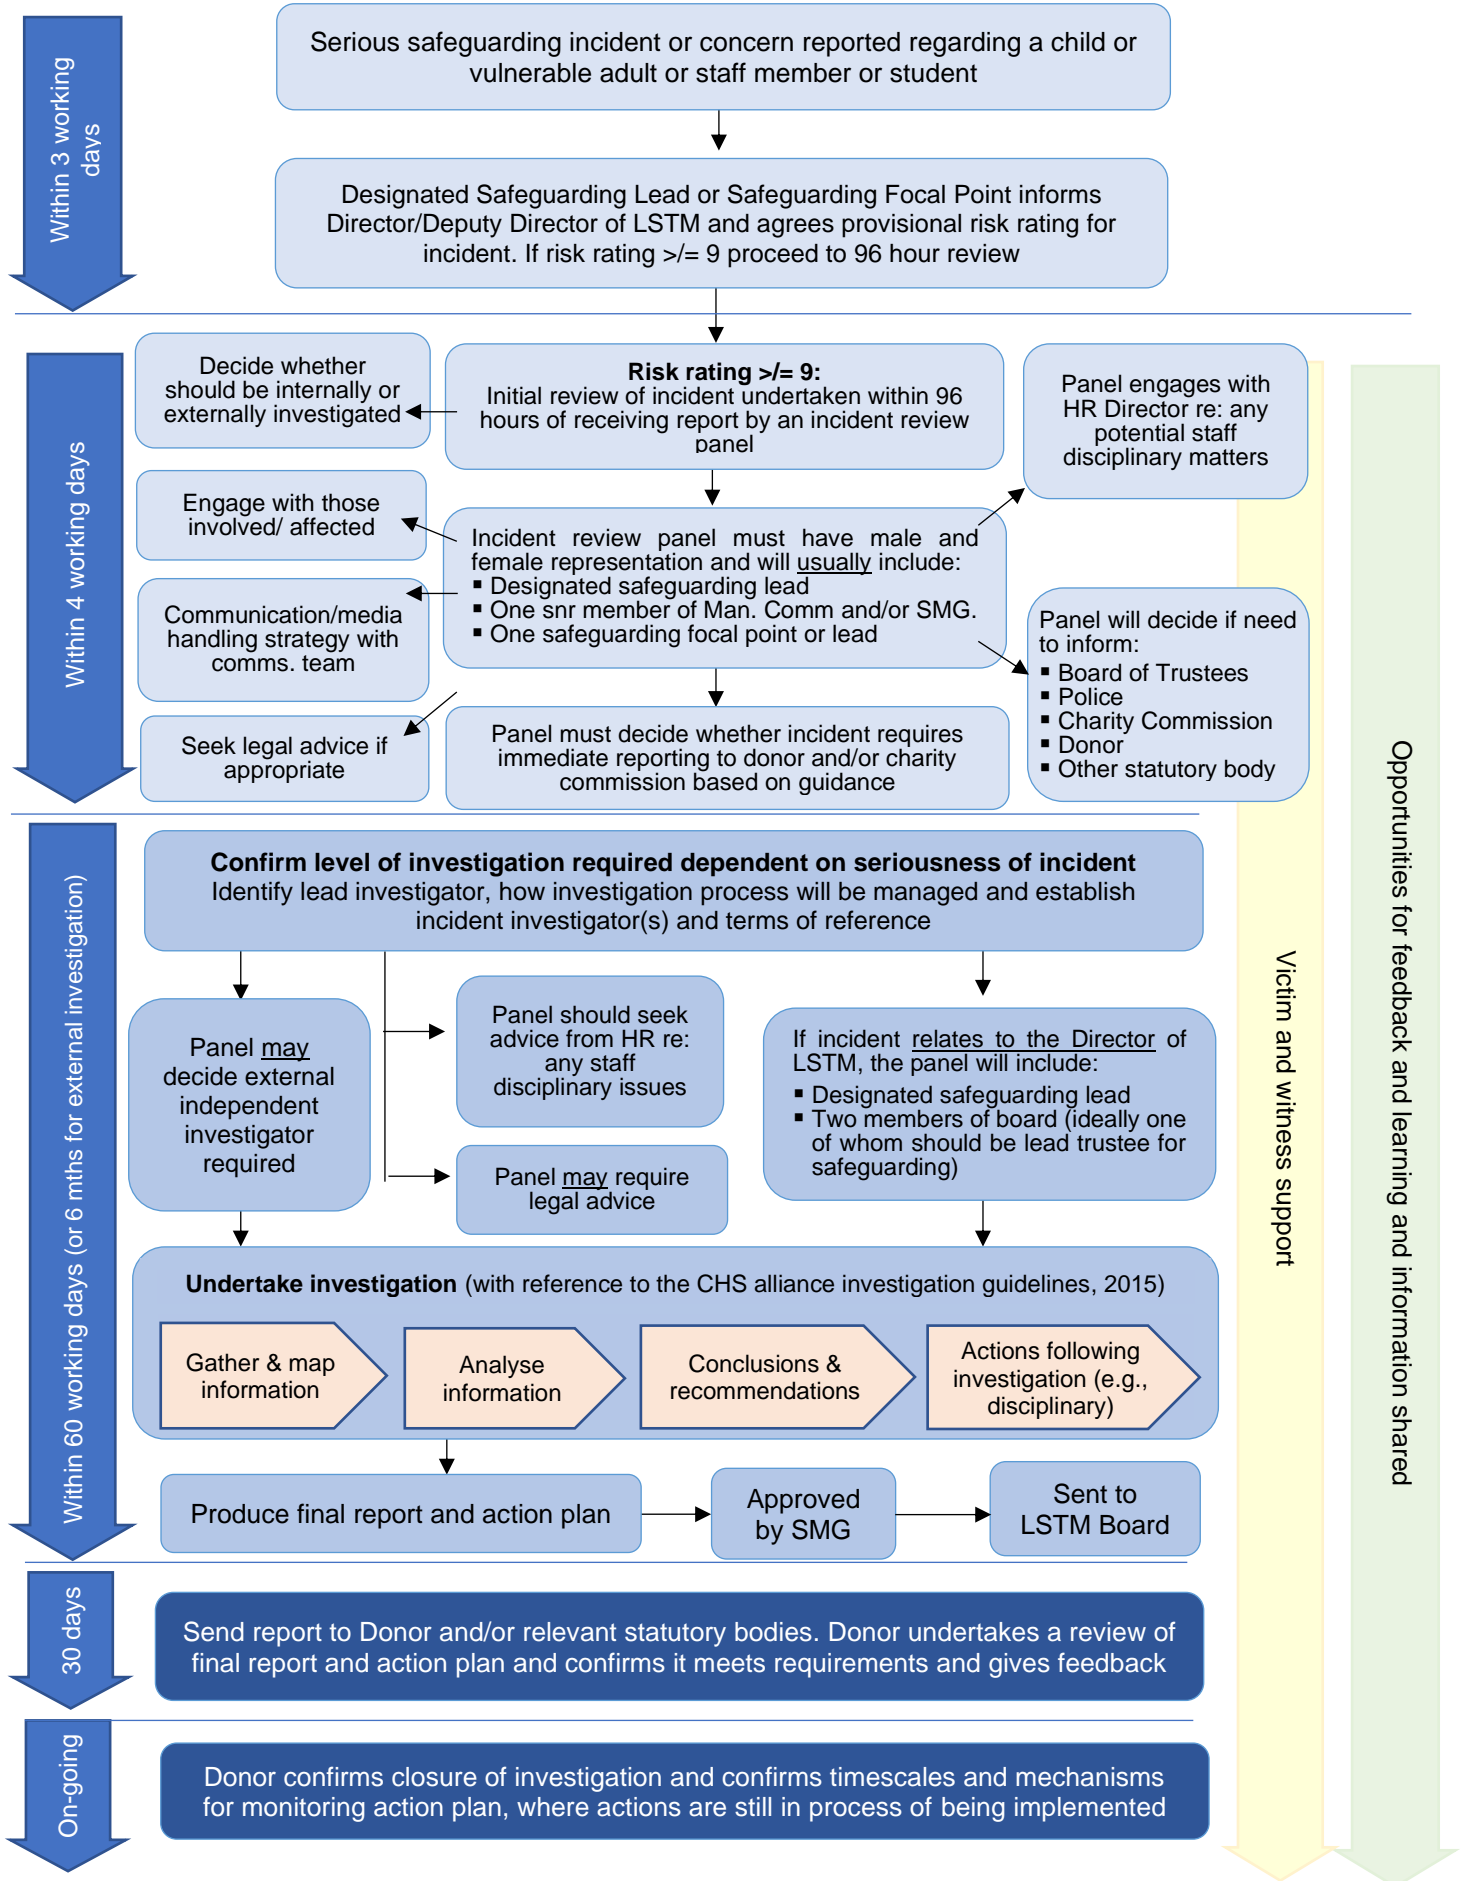 Within 3 working
days
Serious safeguarding incident or concern reported regarding a child or
vulnerable adult or staff member or student
Designated Safeguarding Lead or Safeguarding Focal Point informs
Director/Deputy Director of LSTM and agrees provisional risk rating for
incident. If risk rating >/= 9 proceed to 96 hour review
Within 4 working days
Decide whether
should be internally or
externally investigated
Risk rating >/= 9:
Initial review of incident undertaken within 96
hours of receiving report by an incident review
panel
Panel engages with
HR Director re: any
potential staff
disciplinary matters
Engage with those
involved/ affected
Incident review panel must have male and
female representation and will usually include:
▪ Designated safeguarding lead
▪ One snr member of Man. Comm and/or SMG.
▪ One safeguarding focal point or lead
Communication/media
handling strategy with
comms. team
Panel will decide if need
to inform:
▪ Board of Trustees
▪ Police
▪ Charity Commission
▪ Donor
▪ Other statutory body
Seek legal advice if
appropriate
Panel must decide whether incident requires
immediate reporting to donor and/or charity
commission based on guidance
Within 60 working days (or 6 mths for external investigation)
Confirm level of investigation required dependent on seriousness of incident
Identify lead investigator, how investigation process will be managed and establish
incident investigator(s) and terms of reference
Panel may
decide external
independent
investigator
required
Panel should seek
advice from HR re:
any staff
disciplinary issues
Panel may require
legal advice
If incident relates to the Director of
LSTM, the panel will include:
▪ Designated safeguarding lead
▪ Two members of board (ideally one
of whom should be lead trustee for
safeguarding)
Undertake investigation (with reference to the CHS alliance investigation guidelines, 2015)
Gather & map
information
Analyse
information
Conclusions &
recommendations
Actions following
investigation (e.g.,
disciplinary)
Produce final report and action plan
Approved
by SMG
Sent to
LSTM Board
30 days
Send report to Donor and/or relevant statutory bodies. Donor undertakes a review of
final report and action plan and confirms it meets requirements and gives feedback
On-going
Donor confirms closure of investigation and confirms timescales and mechanisms
for monitoring action plan, where actions are still in process of being implemented
Victim and witness support
Opportunities for feedback and learning and information shared